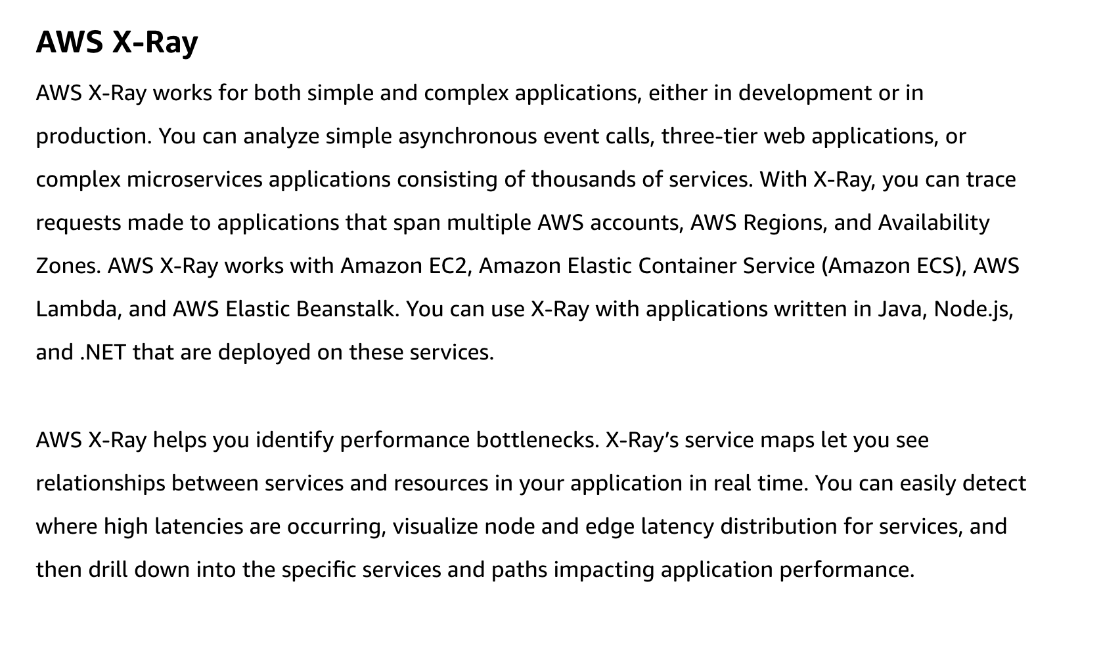 AWS X-Ray
AWS X-Ray works for both simple and complex applications, either in development or in
production. You can analyze simple asynchronous event calls, three-tier web applications, or
complex microservices applications consisting of thousands of services. With X-Ray, you can trace
requests made to applications that span multiple AWS accounts, AWS Regions, and Availability
Zones. AWS X-Ray works with Amazon EC2, Amazon Elastic Container Service (Amazon ECS), AWS
Lambda, and AWS Elastic Beanstalk. You can use X-Ray with applications written in Java, Node.js,
and .NET that are deployed on these services.
AWS X-Ray helps you identify performance bottlenecks. X-Ray’s service maps let you see
relationships between services and resources in your application in real time. You can easily detect
where high latencies are occurring, visualize node and edge latency distribution for services, and
then drill down into the specific services and paths impacting application performance.